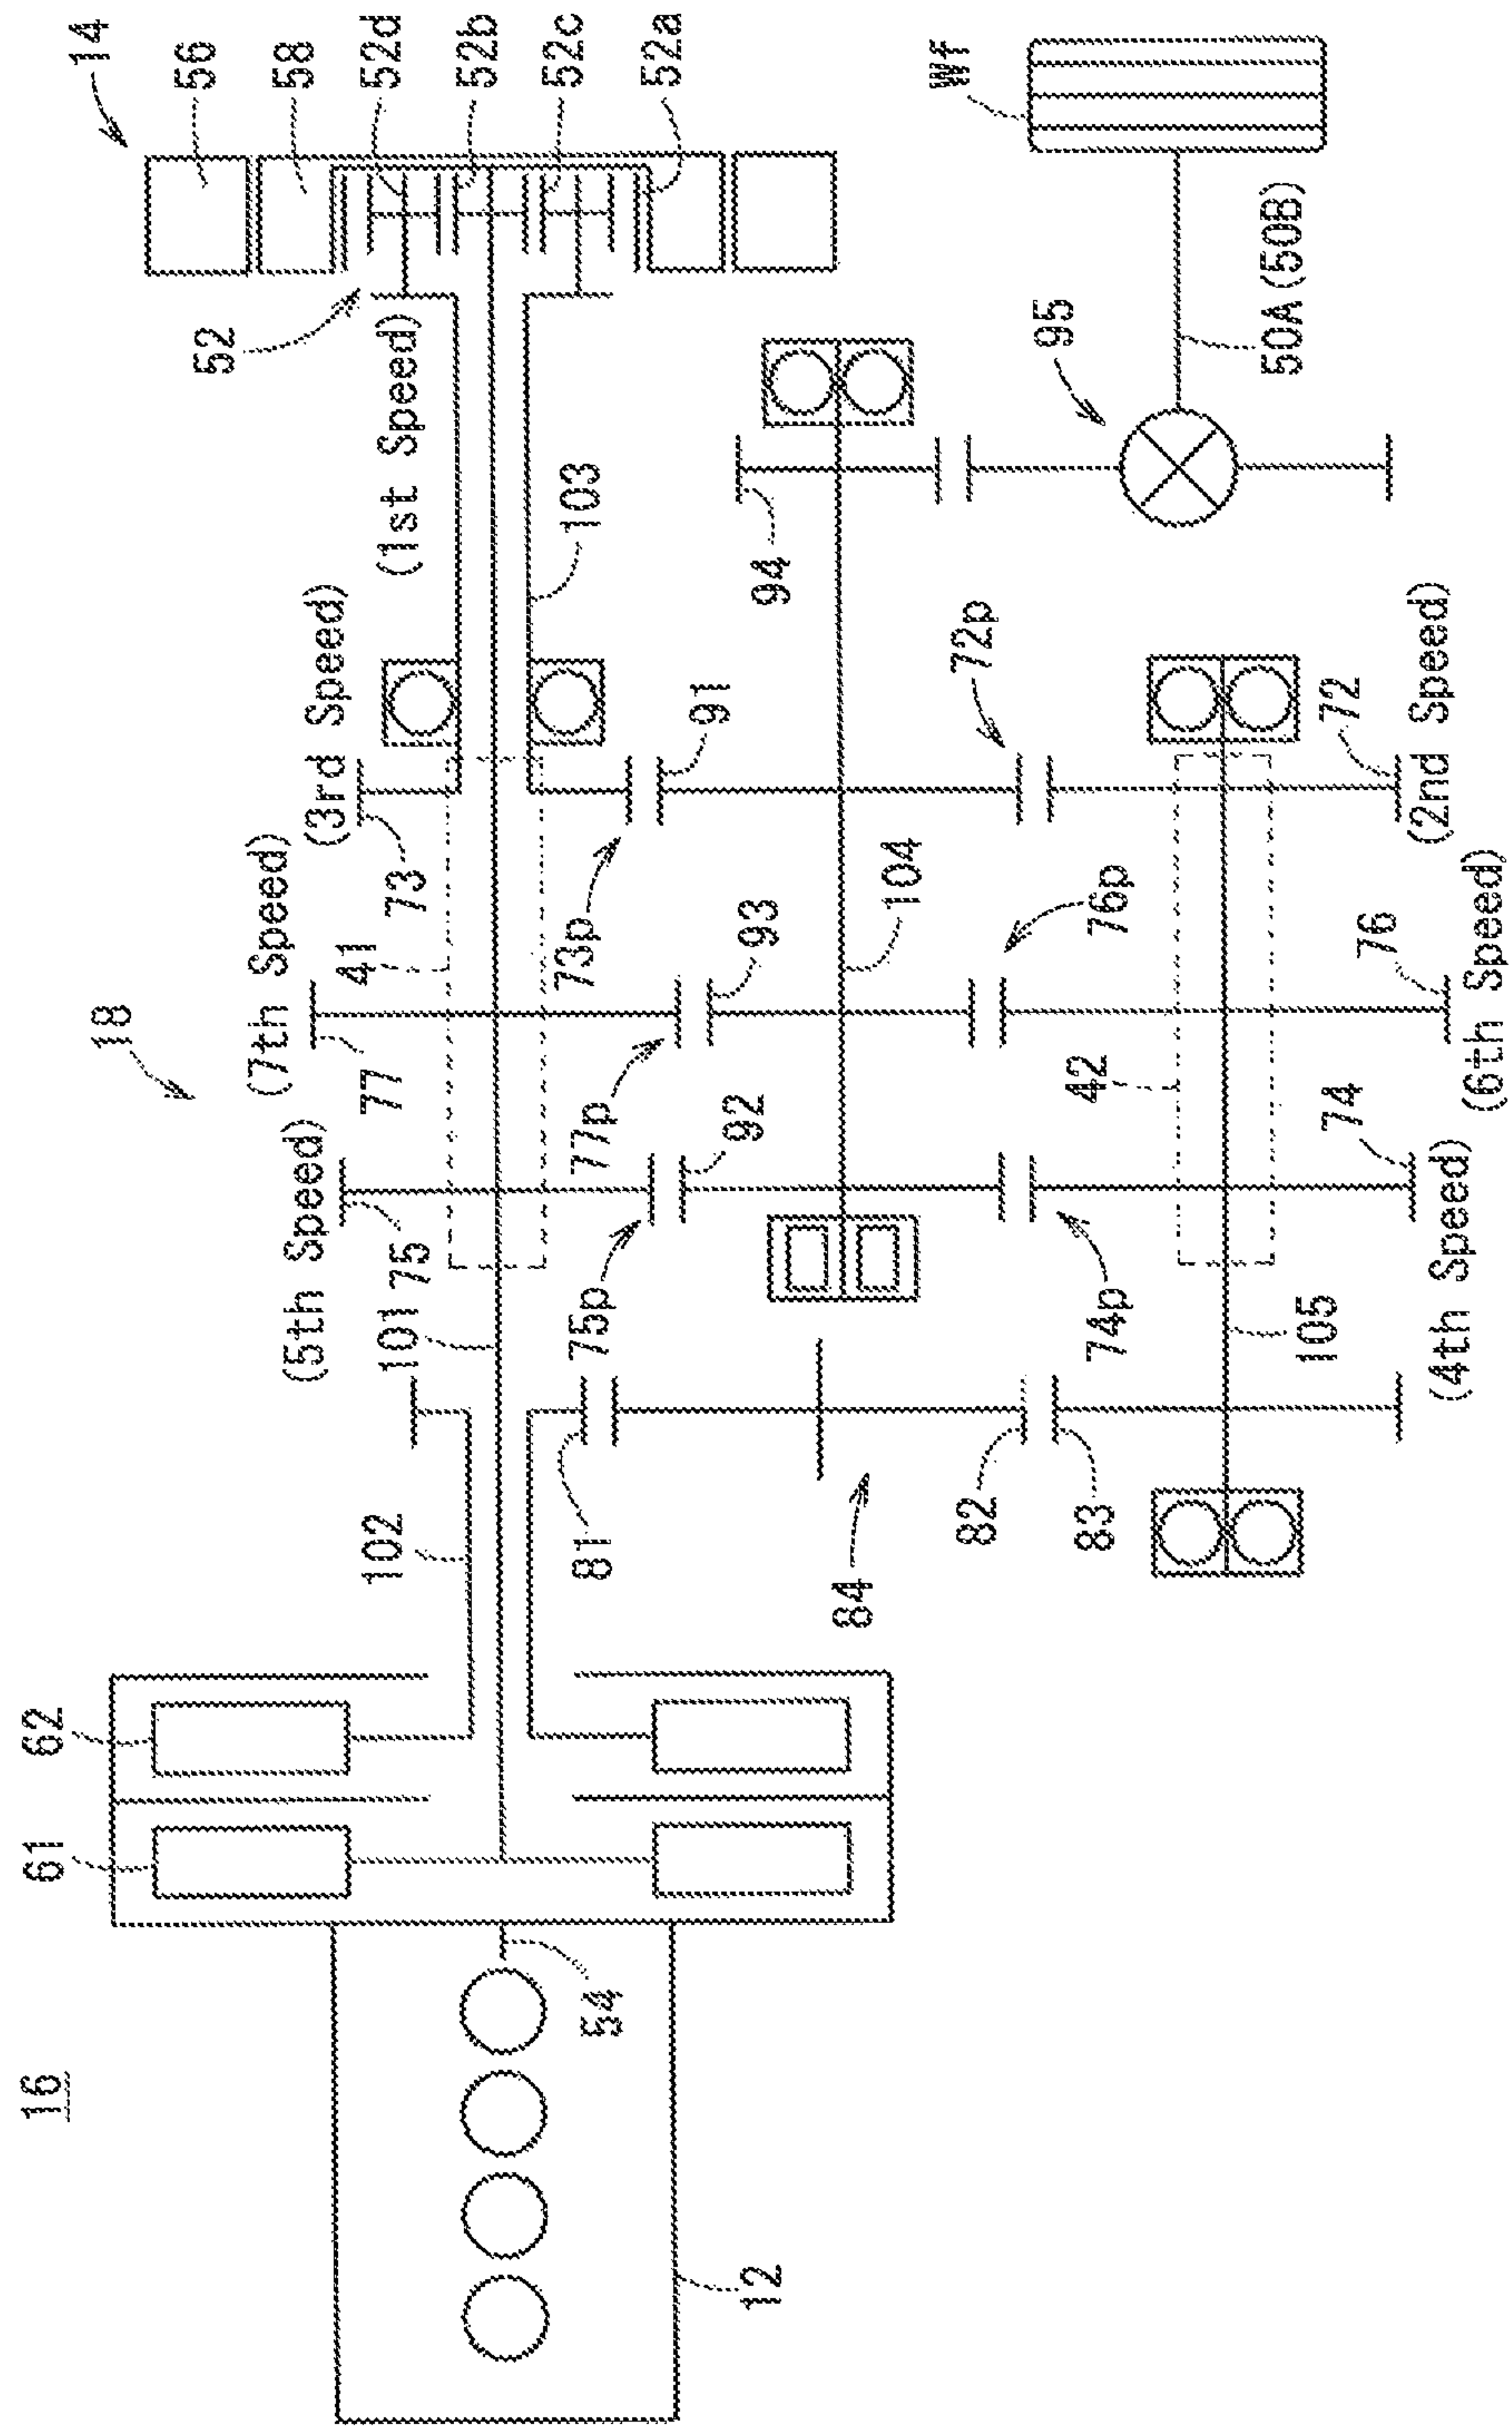 16
61
62
18
14
56
58
52d
52b
52c
52a
52
(1st Speed)
(3rd Speed)
(7th Speed)
(5th Speed)
73
41
77
75
101
102
103
54
12
81
75p
77p
73p
91
93
92
94
104
84
82
83
74p
76p
72p
42
105
72
76
74
(2nd Speed)
(6th Speed)
(4th Speed)
95
50A(50B)
Wf